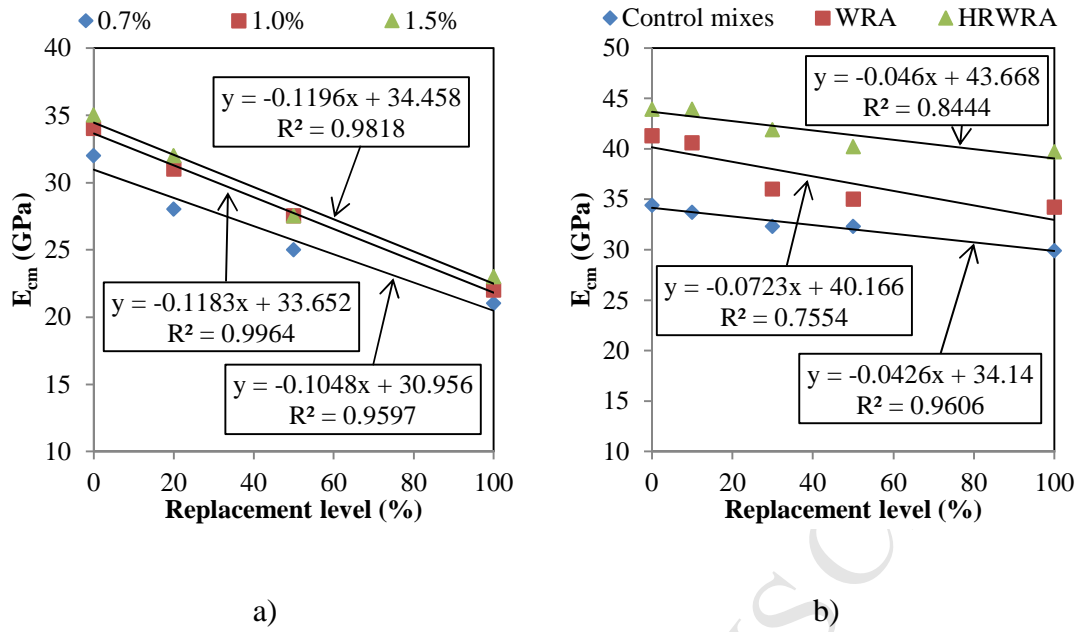 0.7% 1.0% 1.5%
40
35
30
25
20
15
10
E_cm (GPa)
y = -0.1196x + 34.458
R² = 0.9818
y = -0.1183x + 33.652
R² = 0.9964
y = -0.1048x + 30.956
R² = 0.9597
0 20 40 60 80 100
Replacement level (%)
a)
Control mixes WRA HRWRA
50
45
40
35
30
25
20
15
10
E_cm (GPa)
y = -0.046x + 43.668
R² = 0.8444
y = -0.0723x + 40.166
R² = 0.7554
y = -0.0426x + 34.14
R² = 0.9606
0 20 40 60 80 100
Replacement level (%)
b)
SC